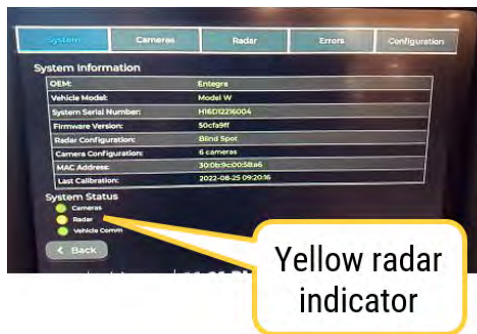 System Cameras Radar Errors Configuration
System Information
OEM: Entegra
Vehicle Model: Model W
System Serial Number: H16D12216004
Firmware Version: 50cfa9ff
Radar Configuration: Blind Spot
Camera Configuration: 6 cameras
MAC Address: 30:0b:9c:00:58:a6
Last Calibration: 2022-08-25 09:20:16
System Status
Cameras
Radar
Vehicle Comm
< Back
Yellow radar
indicator